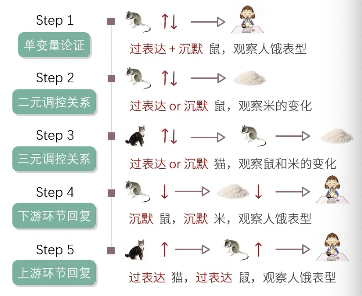 Step 1
单变量论证
过表达 + 沉默 鼠，观察人饿表型
Step 2
二元调控关系
过表达 or 沉默 鼠，观察米的变化
Step 3
三元调控关系
过表达 or 沉默 猫，观察鼠和米的变化
Step 4
下游环节回复
沉默 鼠，沉默 米，观察人饿表型
Step 5
上游环节回复
过表达 猫，过表达 鼠，观察人饿表型